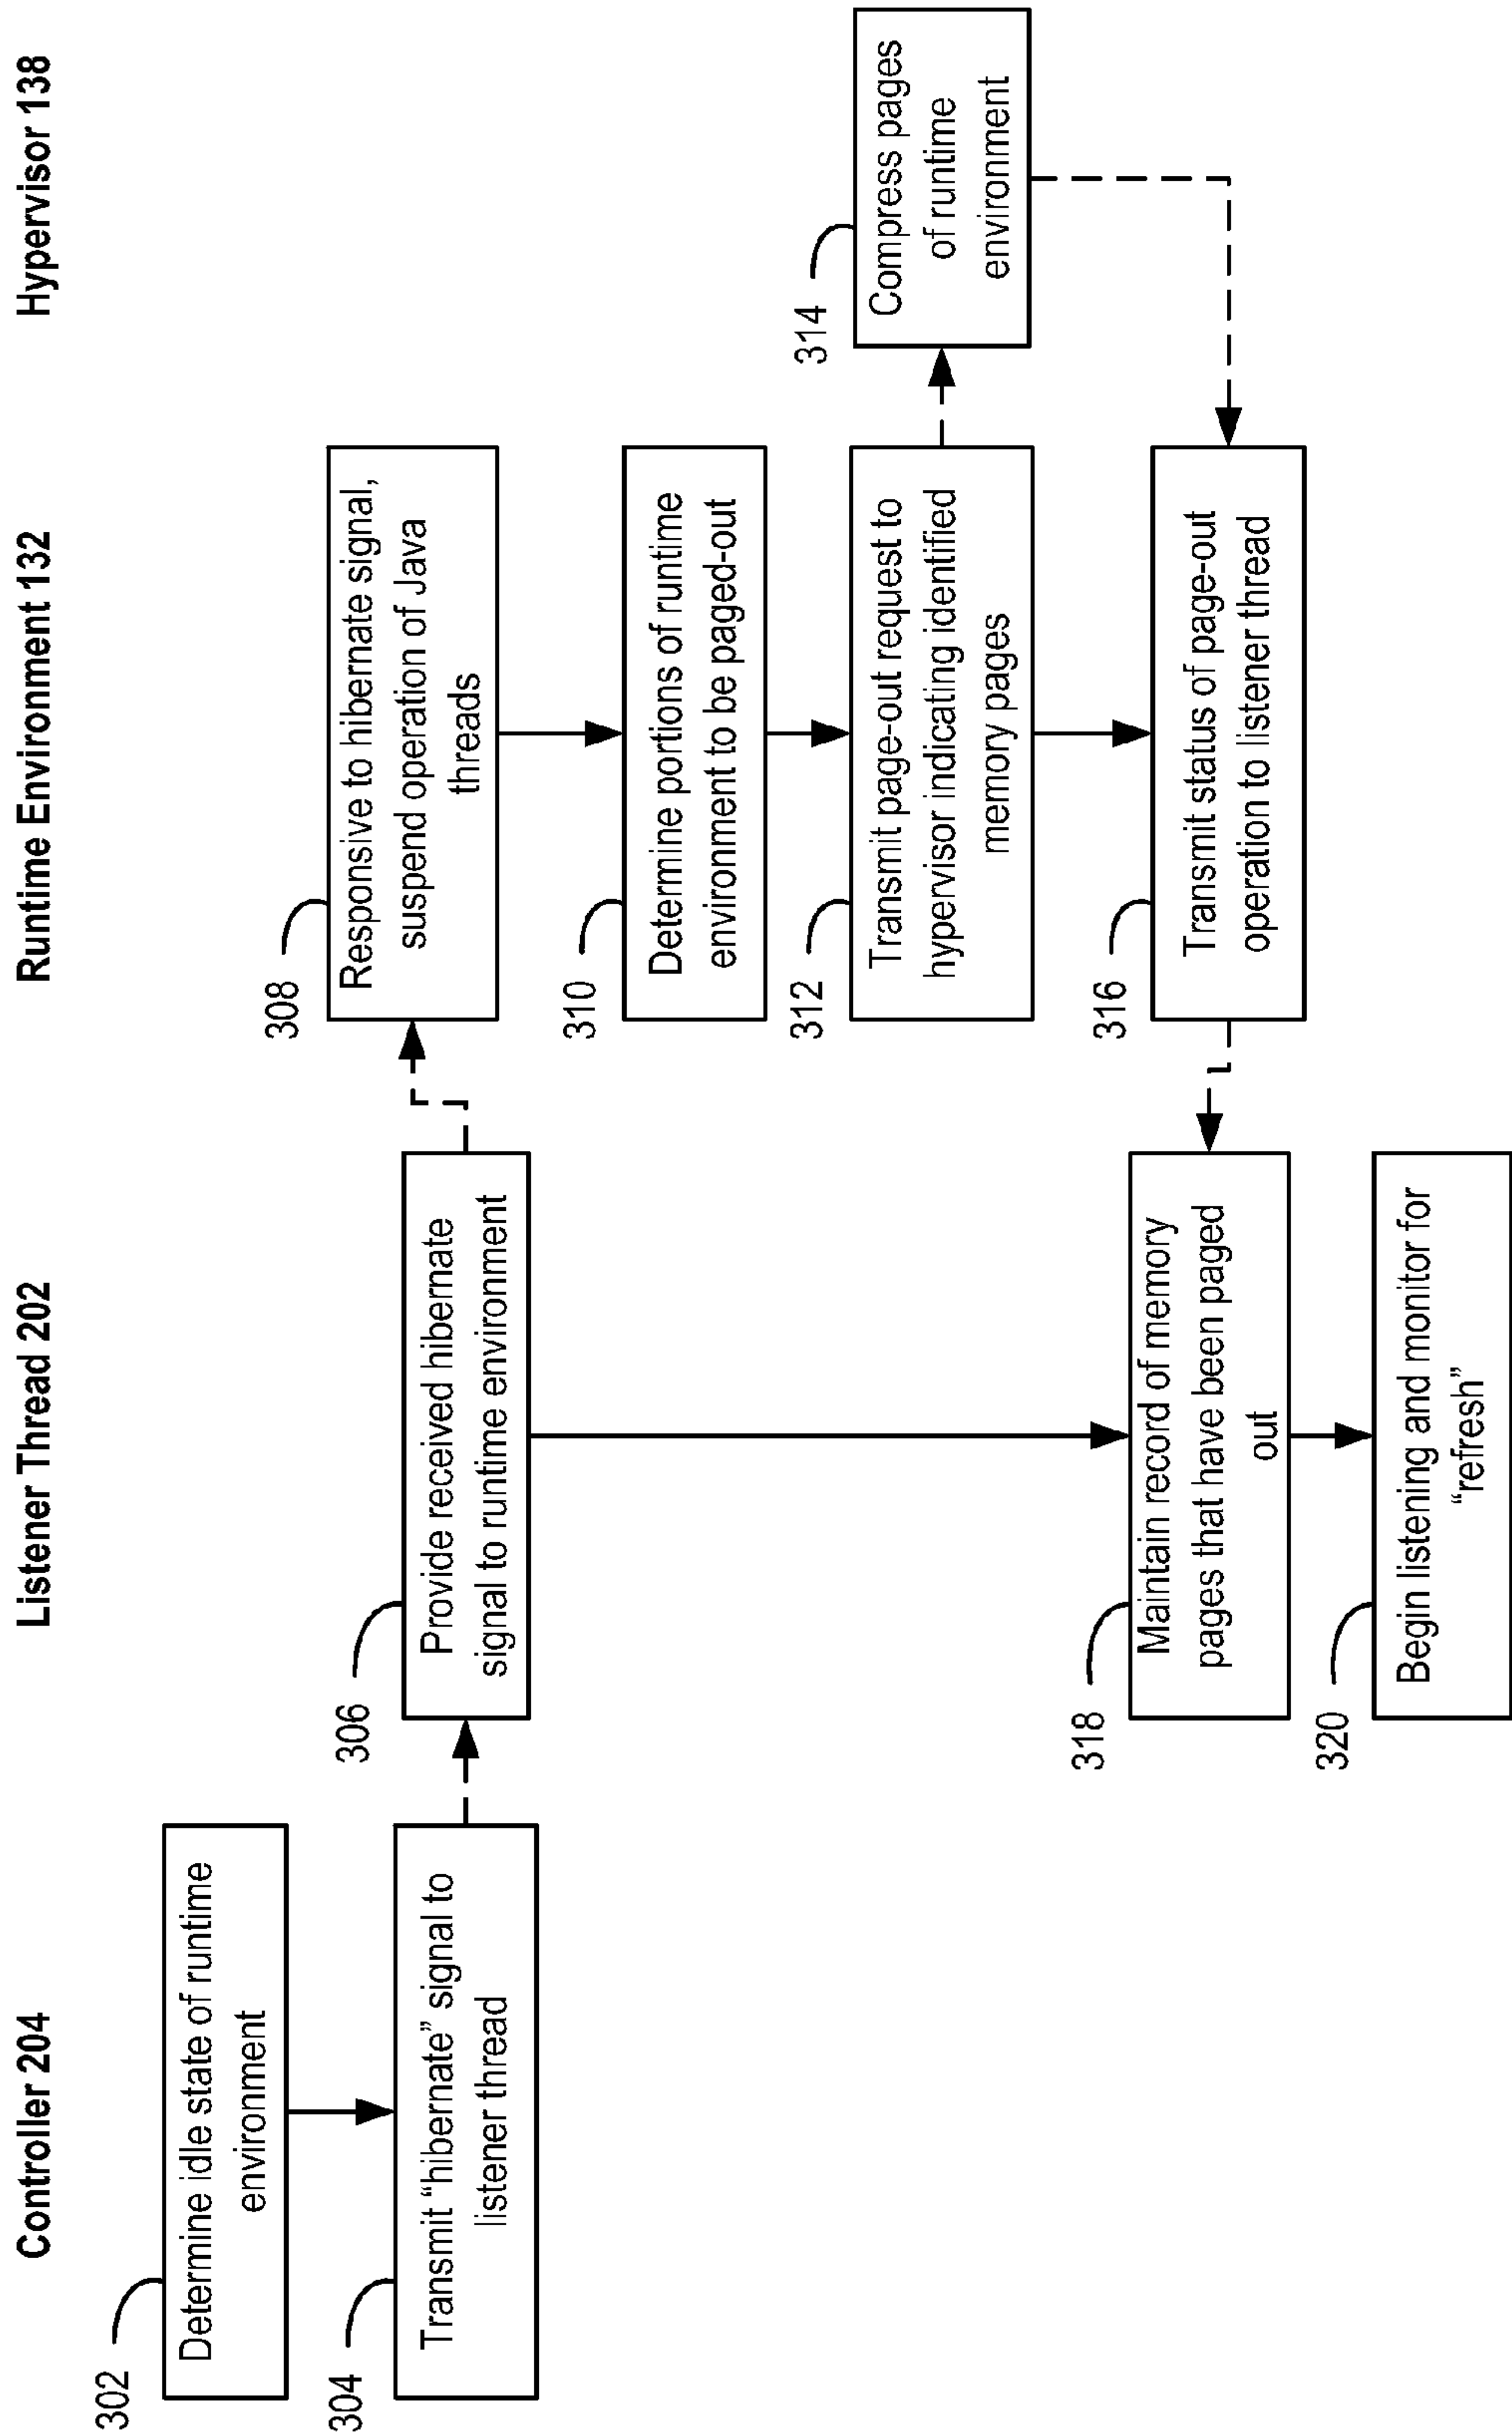 Controller 204
Listener Thread 202
Runtime Environment 132
Hypervisor 138
302
Determine idle state of runtime
environment
304
Transmit “hibernate” signal to
listener thread
306
Provide received hibernate
signal to runtime environment
308
Responsive to hibernate signal,
suspend operation of Java
threads
310
Determine portions of runtime
environment to be paged-out
312
Transmit page-out request to
hypervisor indicating identified
memory pages
314
Compress pages
of runtime
environment
316
Transmit status of page-out
operation to listener thread
318
Maintain record of memory
pages that have been paged
out
320
Begin listening and monitor for
“refresh”